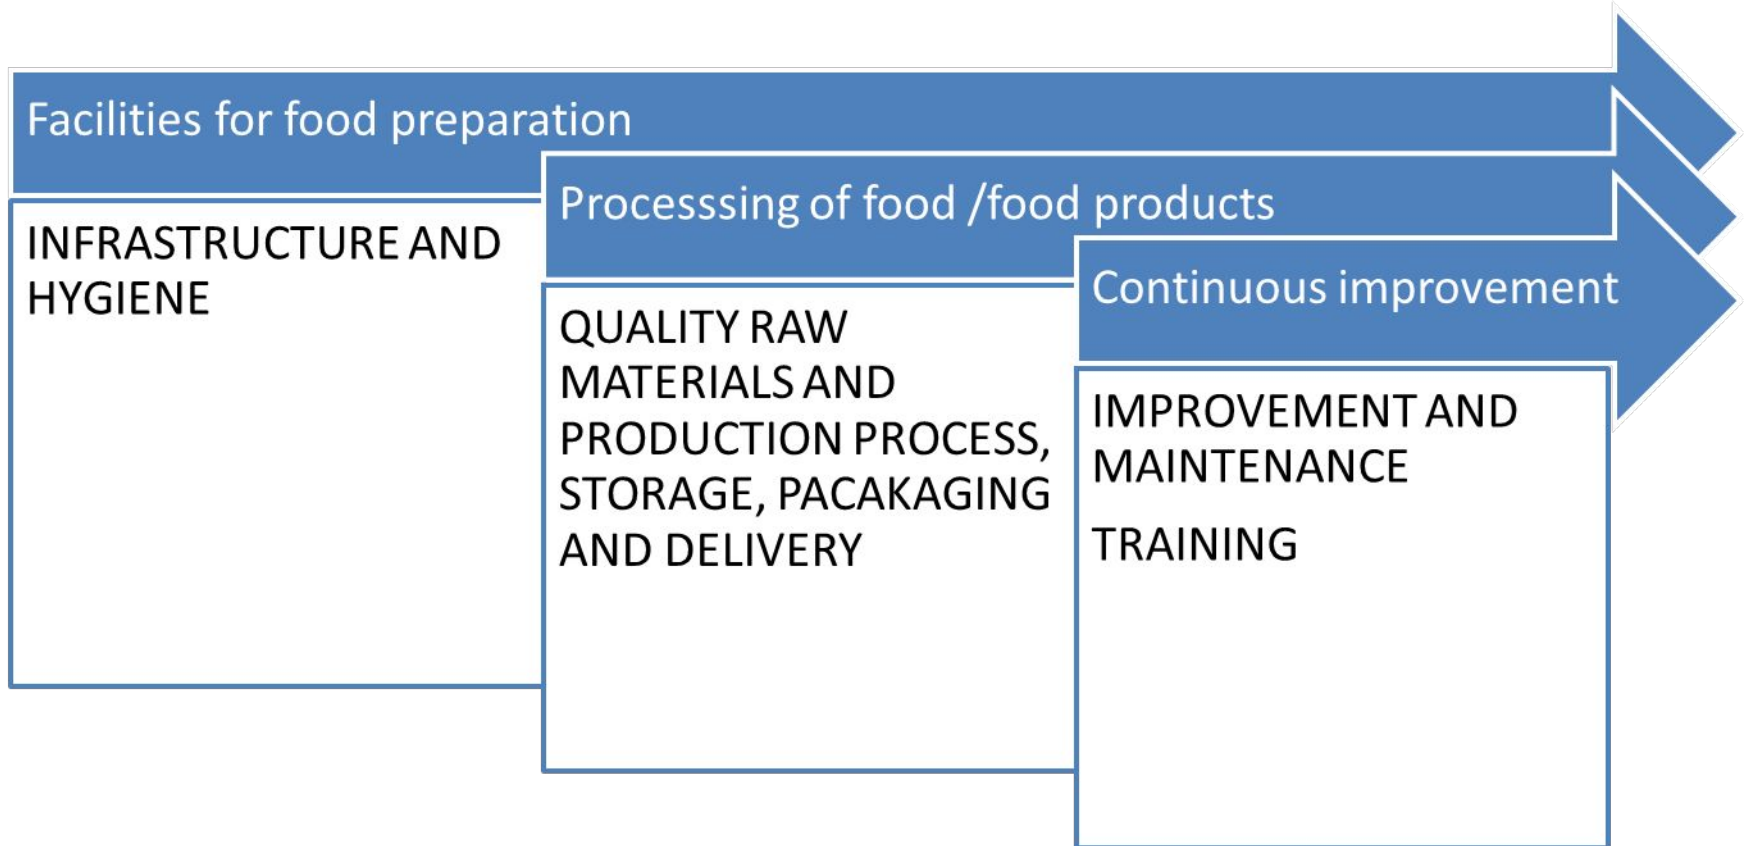 Facilities for food preparation
INFRASTRUCTURE AND
HYGIENE
Processsing of food /food products
QUALITY RAW
MATERIALS AND
PRODUCTION PROCESS,
STORAGE, PACAKAGING
AND DELIVERY
Continuous improvement
IMPROVEMENT AND
MAINTENANCE
TRAINING